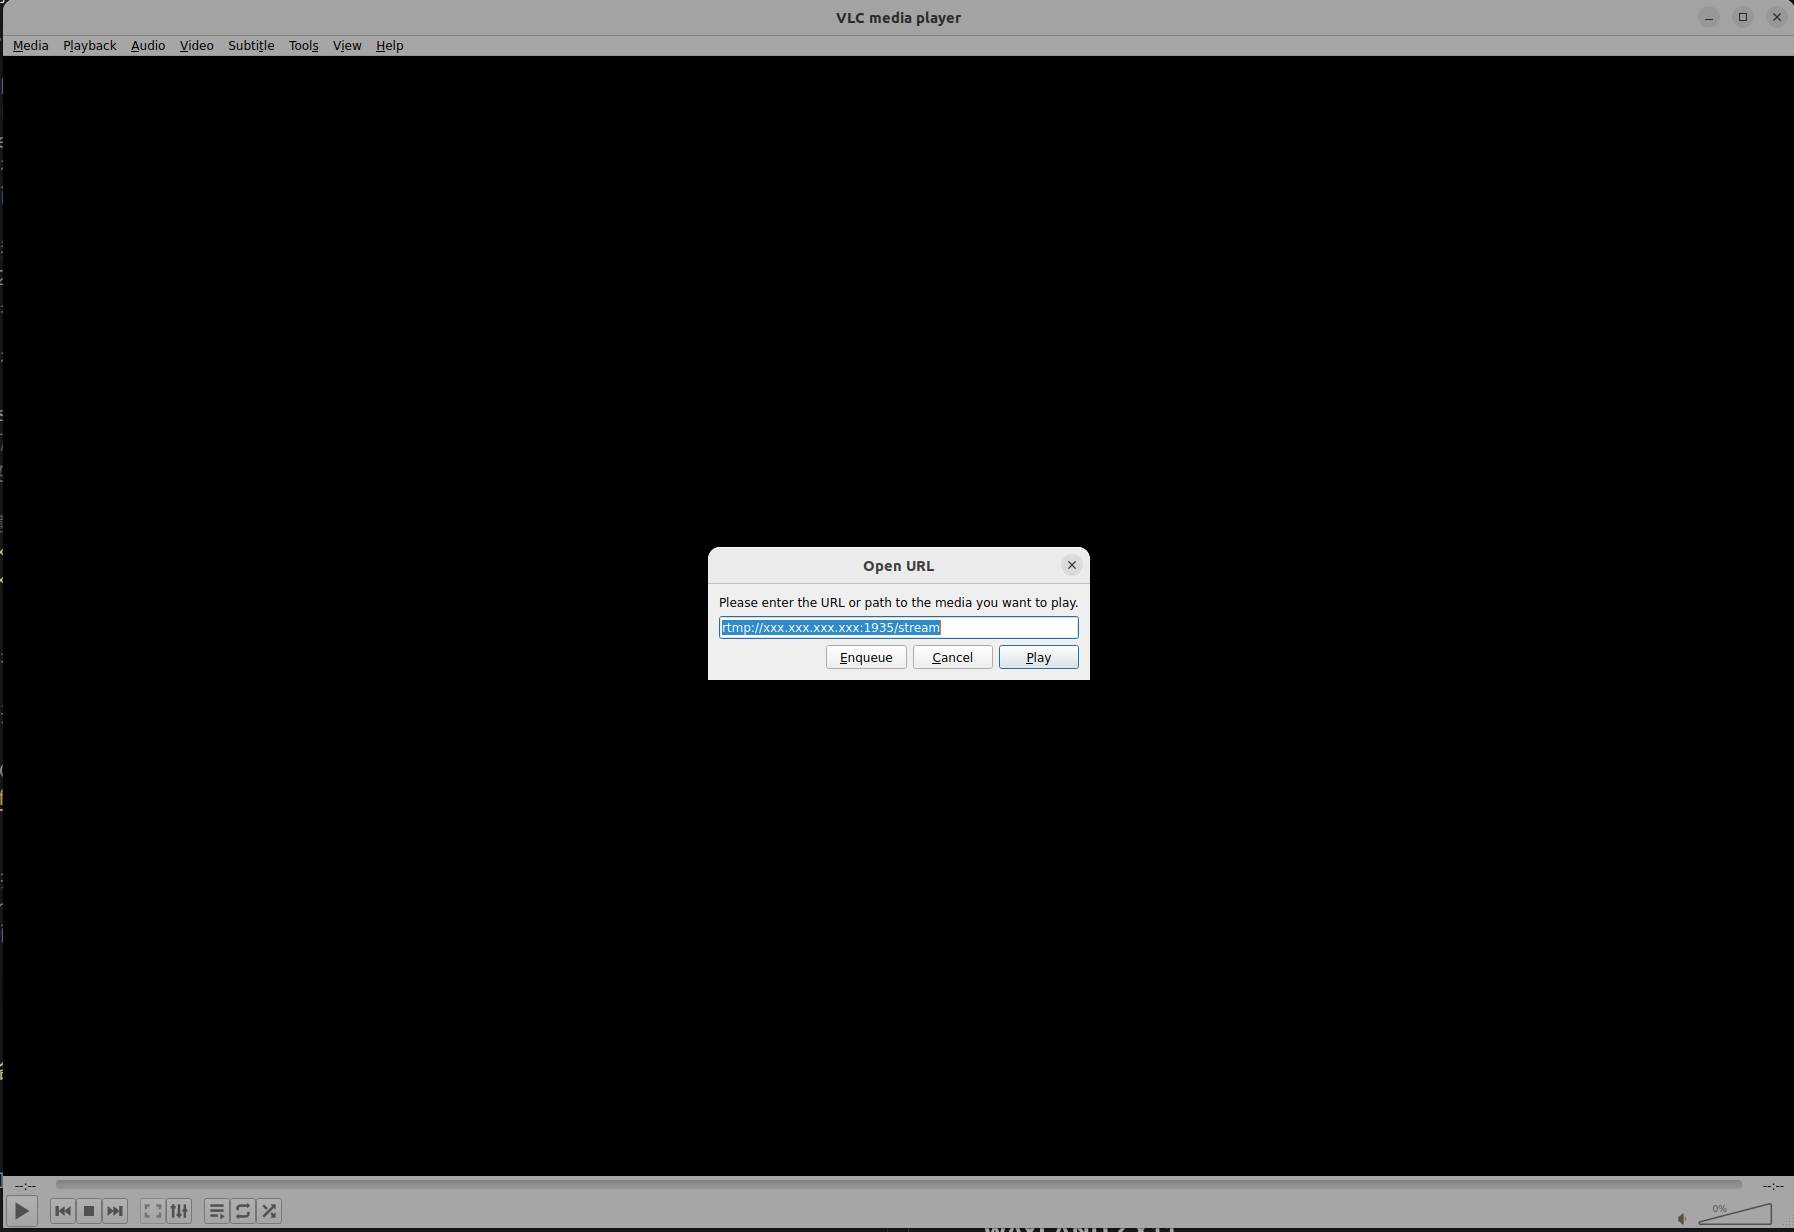 VLC media player
Media Playback Audio Video Subtitle Tools View Help
Open URL
Please enter the URL or path to the media you want to play.
rtmp://xxx.xxx.xxx.xxx:1935/stream
Enqueue Cancel Play
--:-- --:--
0%